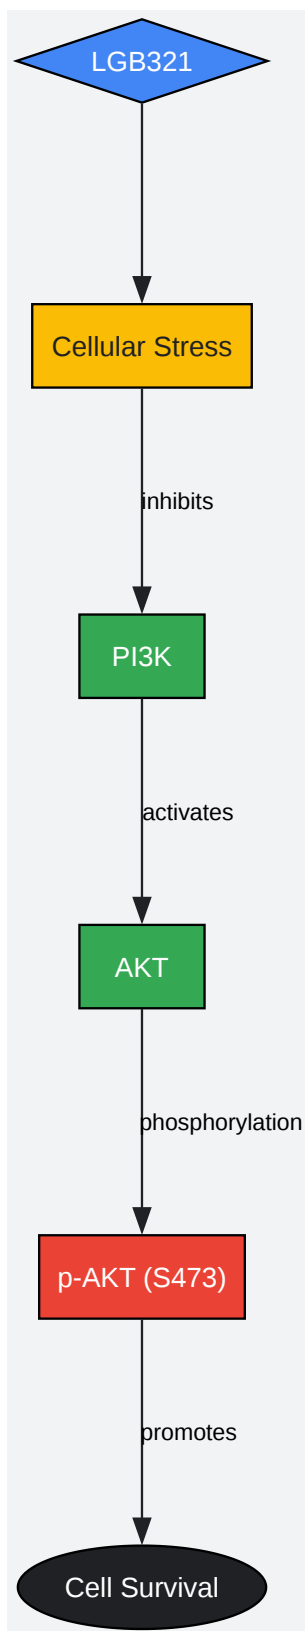 LGB321
Cellular Stress
inhibits
PI3K
activates
AKT
phosphorylation
p-AKT (S473)
promotes
Cell Survival